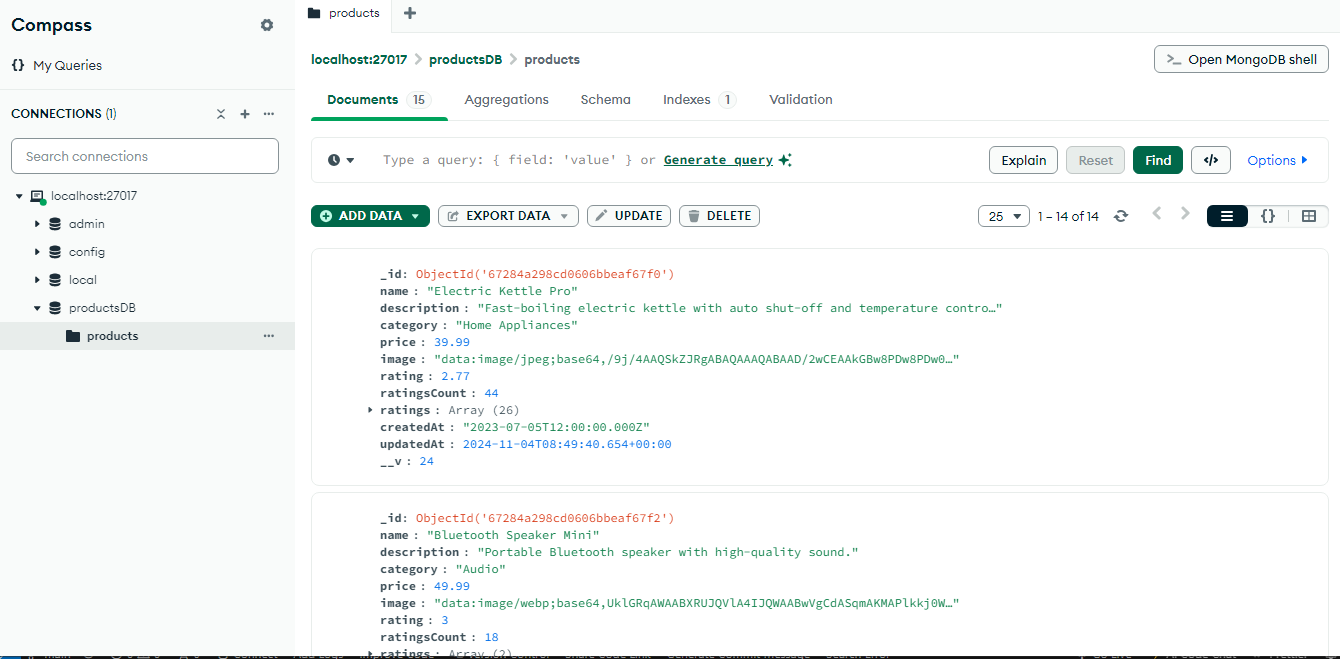 Compass
My Queries
CONNECTIONS (1)
Search connections
localhost:27017
admin
config
local
productsDB
products
products
localhost:27017 > productsDB > products
>_ Open MongoDB shell
Documents 15 Aggregations Schema Indexes 1 Validation
Type a query: { field: 'value' } or Generate query
Explain Reset Find </> Options
ADD DATA EXPORT DATA UPDATE DELETE
25 1 – 14 of 14 {}
_id: ObjectId('67284a298cd0606bbeaf67f0')
name : "Electric Kettle Pro"
description : "Fast-boiling electric kettle with auto shut-off and temperature contro…"
category : "Home Appliances"
price : 39.99
image : "data:image/jpeg;base64,/9j/4AAQSkZJRgABAQAAAQABAAD/2wCEAAkGBw8PDw8PDw0…"
rating : 2.77
ratingsCount : 44
ratings : Array (26)
createdAt : "2023-07-05T12:00:00.000Z"
updatedAt : 2024-11-04T08:49:40.654+00:00
__v : 24
_id: ObjectId('67284a298cd0606bbeaf67f2')
name : "Bluetooth Speaker Mini"
description : "Portable Bluetooth speaker with high-quality sound."
category : "Audio"
price : 49.99
image : "data:image/webp;base64,UklGRqAWAABXRUJQVlA4IJQWAABwVgCdASqmAKMAPlkkj0W…"
rating : 3
ratingsCount : 18
ratings : Array (2)